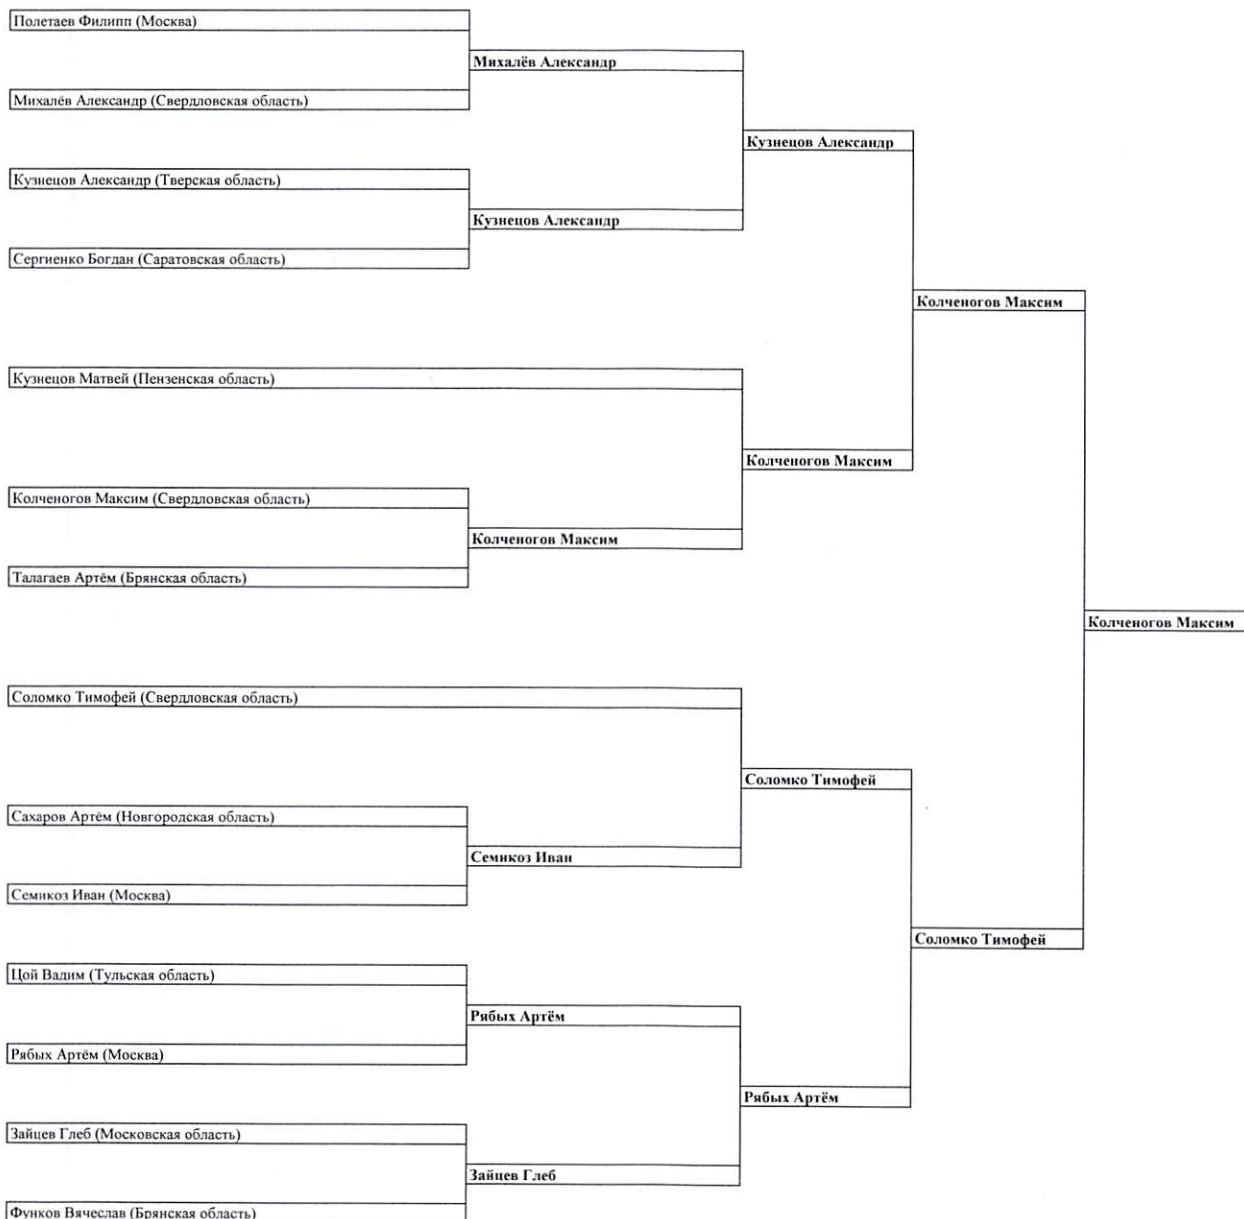 Полетаев Филипп (Москва)
Михалёв Александр
Михалёв Александр (Свердловская область)
Кузнецов Александр
Кузнецов Александр (Тверская область)
Кузнецов Александр
Сергиенко Богдан (Саратовская область)
Колченогов Максим
Кузнецов Матвей (Пензенская область)
Колченогов Максим
Колченогов Максим (Свердловская область)
Колченогов Максим
Талагаев Артём (Брянская область)
Колченогов Максим
Соломко Тимофей (Свердловская область)
Соломко Тимофей
Сахаров Артём (Новгородская область)
Семикоз Иван
Семикоз Иван (Москва)
Соломко Тимофей
Цой Вадим (Тульская область)
Рябых Артём
Рябых Артём (Москва)
Рябых Артём
Зайцев Глеб (Московская область)
Зайцев Глеб
Функов Вячеслав (Брянская область)